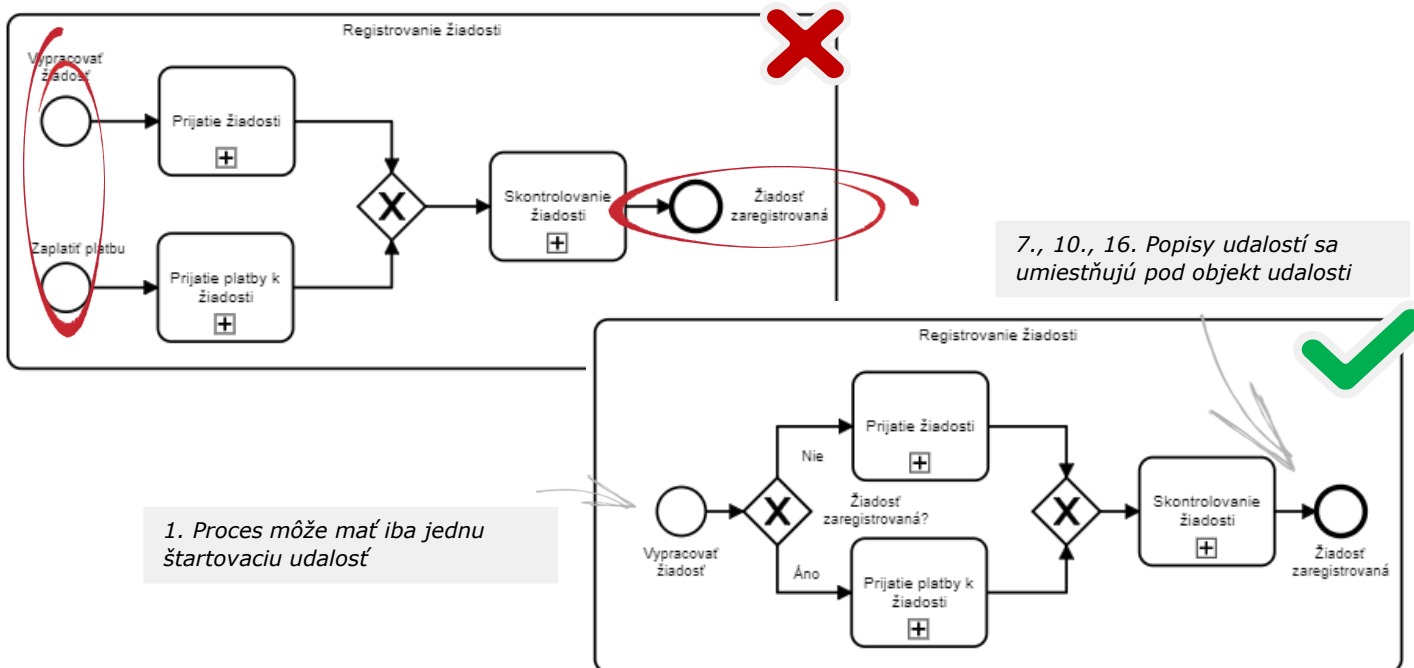 Registrovanie žiadosti
Vypracovať
žiadosť
Prijatie žiadosti
Skontrolovanie
žiadosti
Žiadosť
zaregistrovaná
Zaplatiť platbu
Prijatie platby k
žiadosti
7., 10., 16. Popisy udalostí sa
umiestňujú pod objekt udalosti
Registrovanie žiadosti
Prijatie žiadosti
Nie
Žiadosť
zaregistrovaná?
Skontrolovanie
žiadosti
1. Proces môže mať iba jednu
štartovaciu udalosť
Vypracovať
žiadosť
Áno
Prijatie platby k
žiadosti
Žiadosť
zaregistrovaná